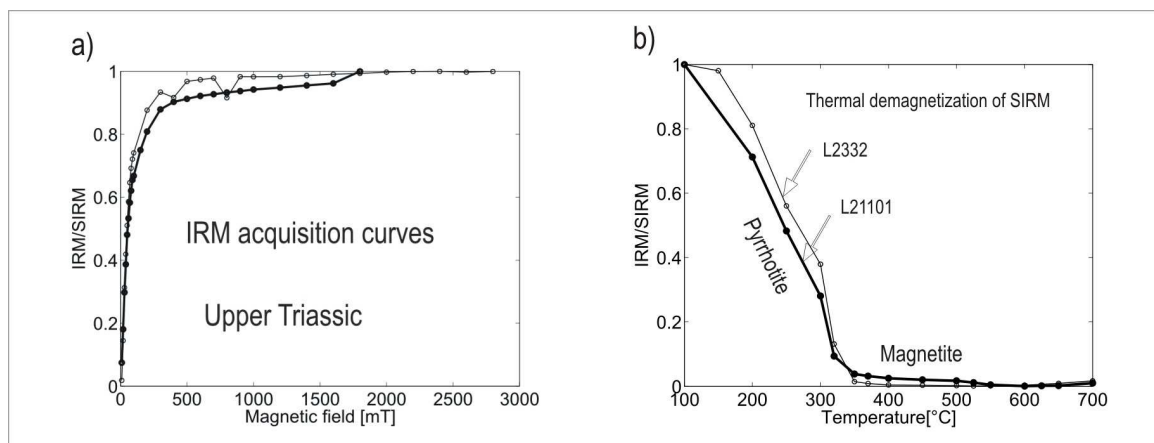 a)
IRM/SIRM
1
0.8
0.6
0.4
0.2
0
IRM acquisition curves
Upper Triassic
0 500 1000 1500 2000 2500 3000
Magnetic field [mT]
b)
IRM/SIRM
1
0.8
0.6
0.4
0.2
0
Thermal demagnetization of SIRM
L2332
L21101
Pyrrhotite
Magnetite
100 200 300 400 500 600 700
Temperature[°C]